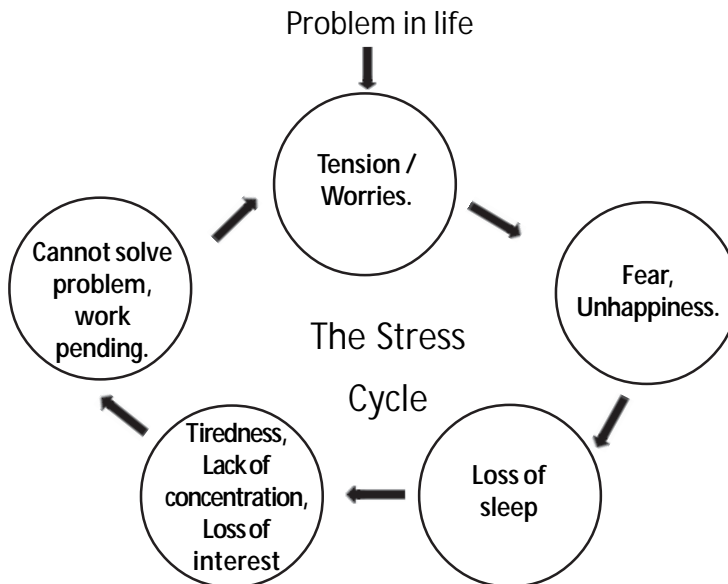 Problem in life
Tension /
Worries.
Fear,
Unhappiness.
Loss of
sleep
Tiredness,
Lack of
concentration,
Loss of
interest
Cannot solve
problem,
work
pending.
The Stress
Cycle